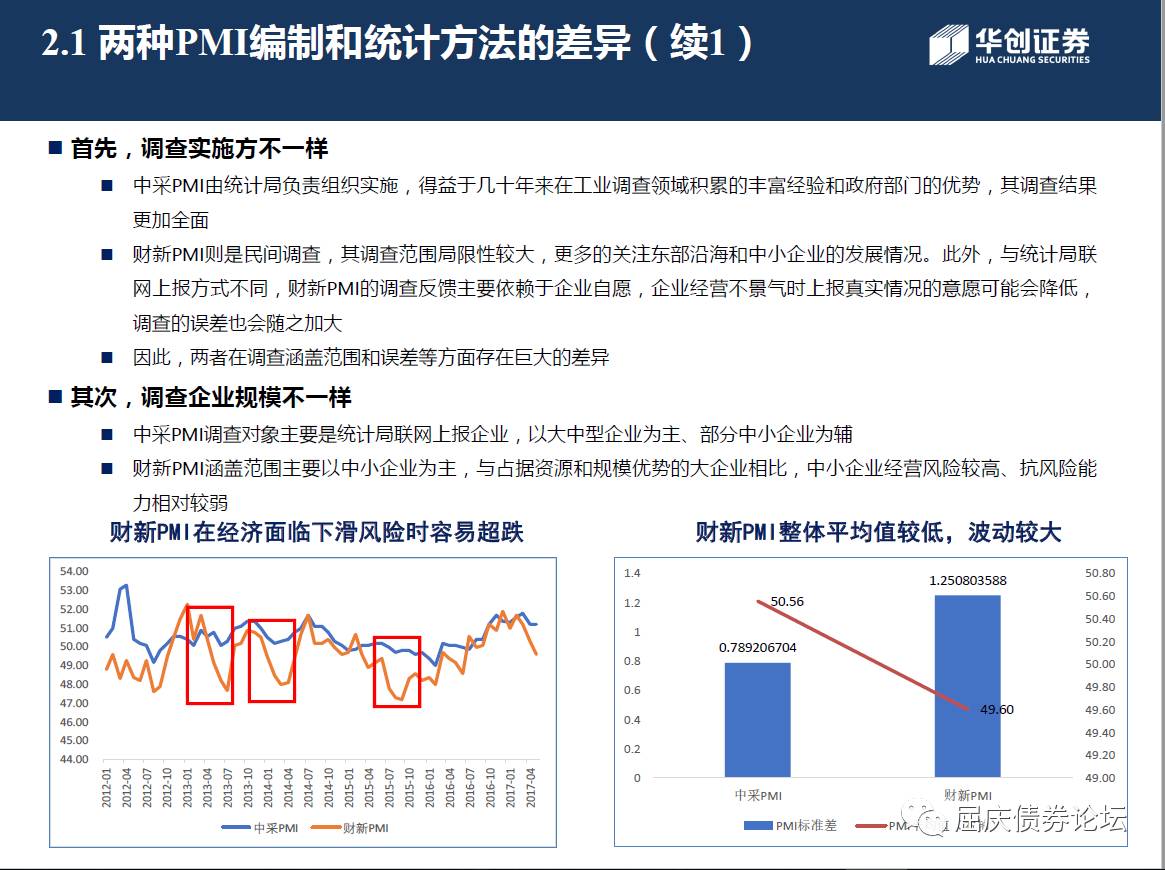 2.1 两种PMI编制和统计方法的差异（续1）
华创证券
HUA CHUANG SECURITIES
首先，调查实施方不一样
中采PMI由统计局负责组织实施，得益于几十年来在工业调查领域积累的丰富经验和政府部门的优势，其调查结果
更加全面
财新PMI则是民间调查，其调查范围局限性较大，更多的关注东部沿海和中小企业的发展情况。此外，与统计局联
网上报方式不同，财新PMI的调查反馈主要依赖于企业自愿，企业经营不景气时上报真实情况的意愿可能会降低，
调查的误差也会随之加大
因此，两者在调查涵盖范围和误差等方面存在巨大的差异
其次，调查企业规模不一样
中采PMI调查对象主要是统计局联网上报企业，以大中型企业为主、部分中小企业为辅
财新PMI涵盖范围主要以中小企业为主，与占据资源和规模优势的大企业相比，中小企业经营风险较高、抗风险能
力相对较弱
财新PMI在经济面临下滑风险时容易超跌
54.00
53.00
52.00
51.00
50.00
49.00
48.00
47.00
46.00
45.00
44.00
2012-01
2012-04
2012-07
2012-10
2013-01
2013-04
2013-07
2013-10
2014-01
2014-04
2014-07
2014-10
2015-01
2015-04
2015-07
2015-10
2016-01
2016-04
2016-07
2016-10
2017-01
2017-04
中采PMI 财新PMI
财新PMI整体平均值较低，波动较大
1.4
1.2
1
0.8
0.6
0.4
0.2
0
50.80
50.60
50.40
50.20
50.00
49.80
49.60
49.40
49.20
49.00
0.789206704
1.250803588
50.56
49.60
中采PMI 财新PMI
PMI标准差 PMI
屈庆债券论坛